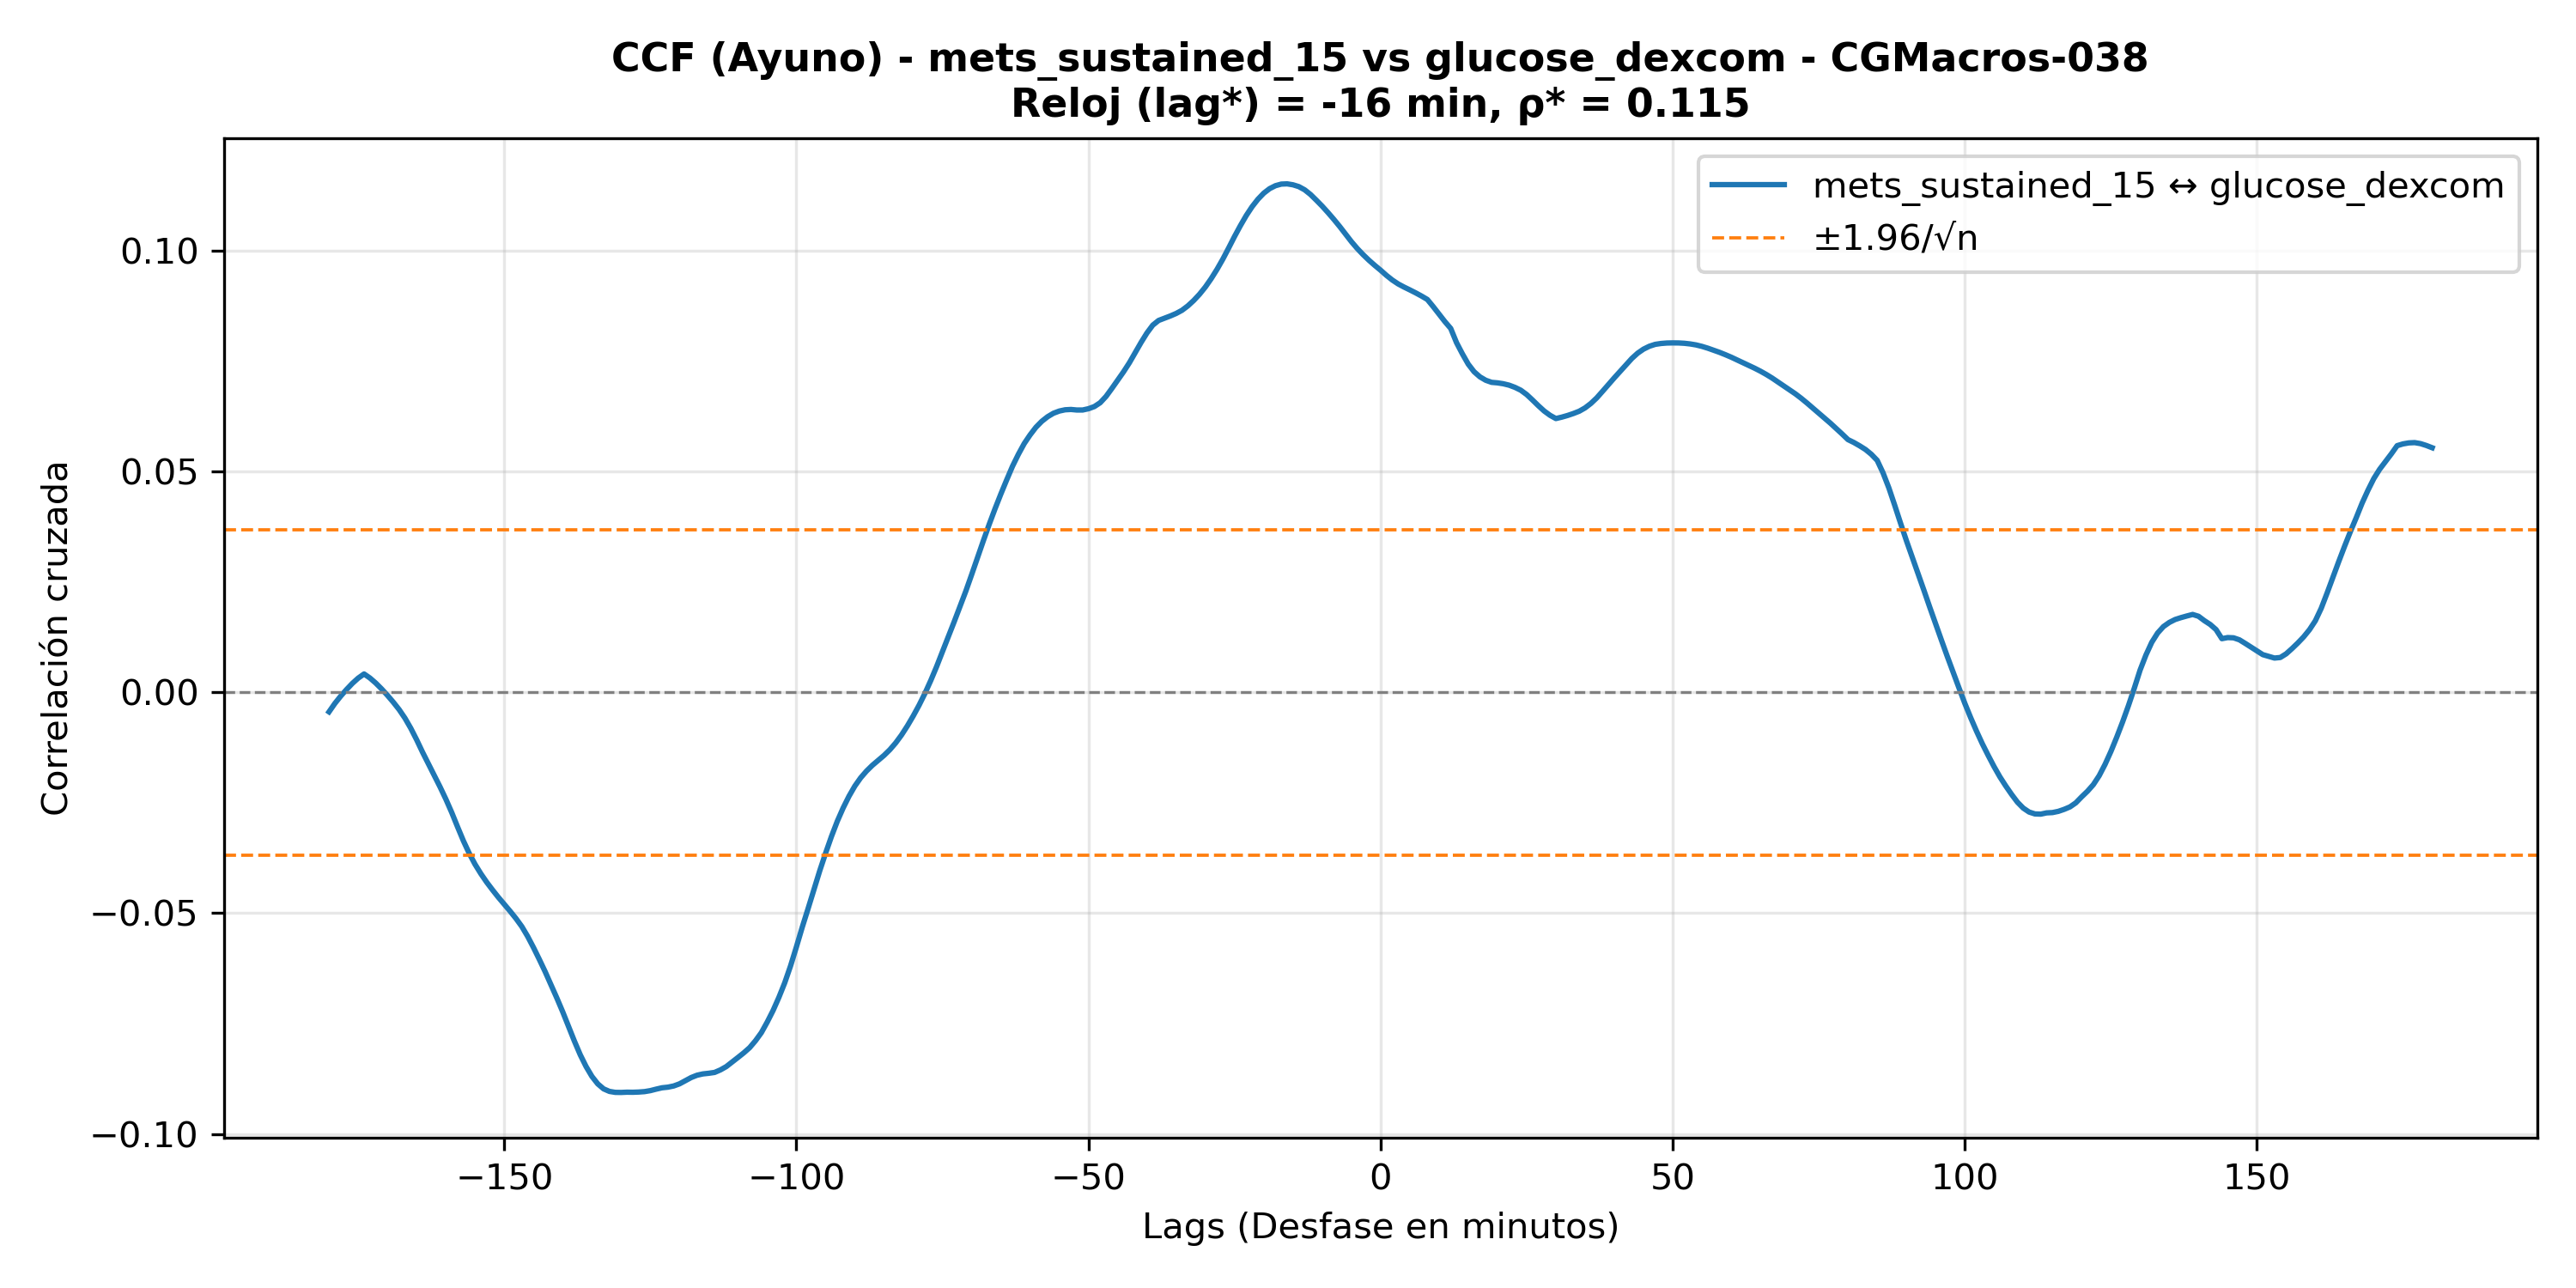 CCF (Ayuno) - mets_sustained_15 vs glucose_dexcom - CGMacros-038
Reloj (lag*) = -16 min, ρ* = 0.115
mets_sustained_15 ↔ glucose_dexcom
±1.96/√n
Correlación cruzada
0.10
0.05
0.00
−0.05
−0.10
−150
−100
−50
0
50
100
150
Lags (Desfase en minutos)